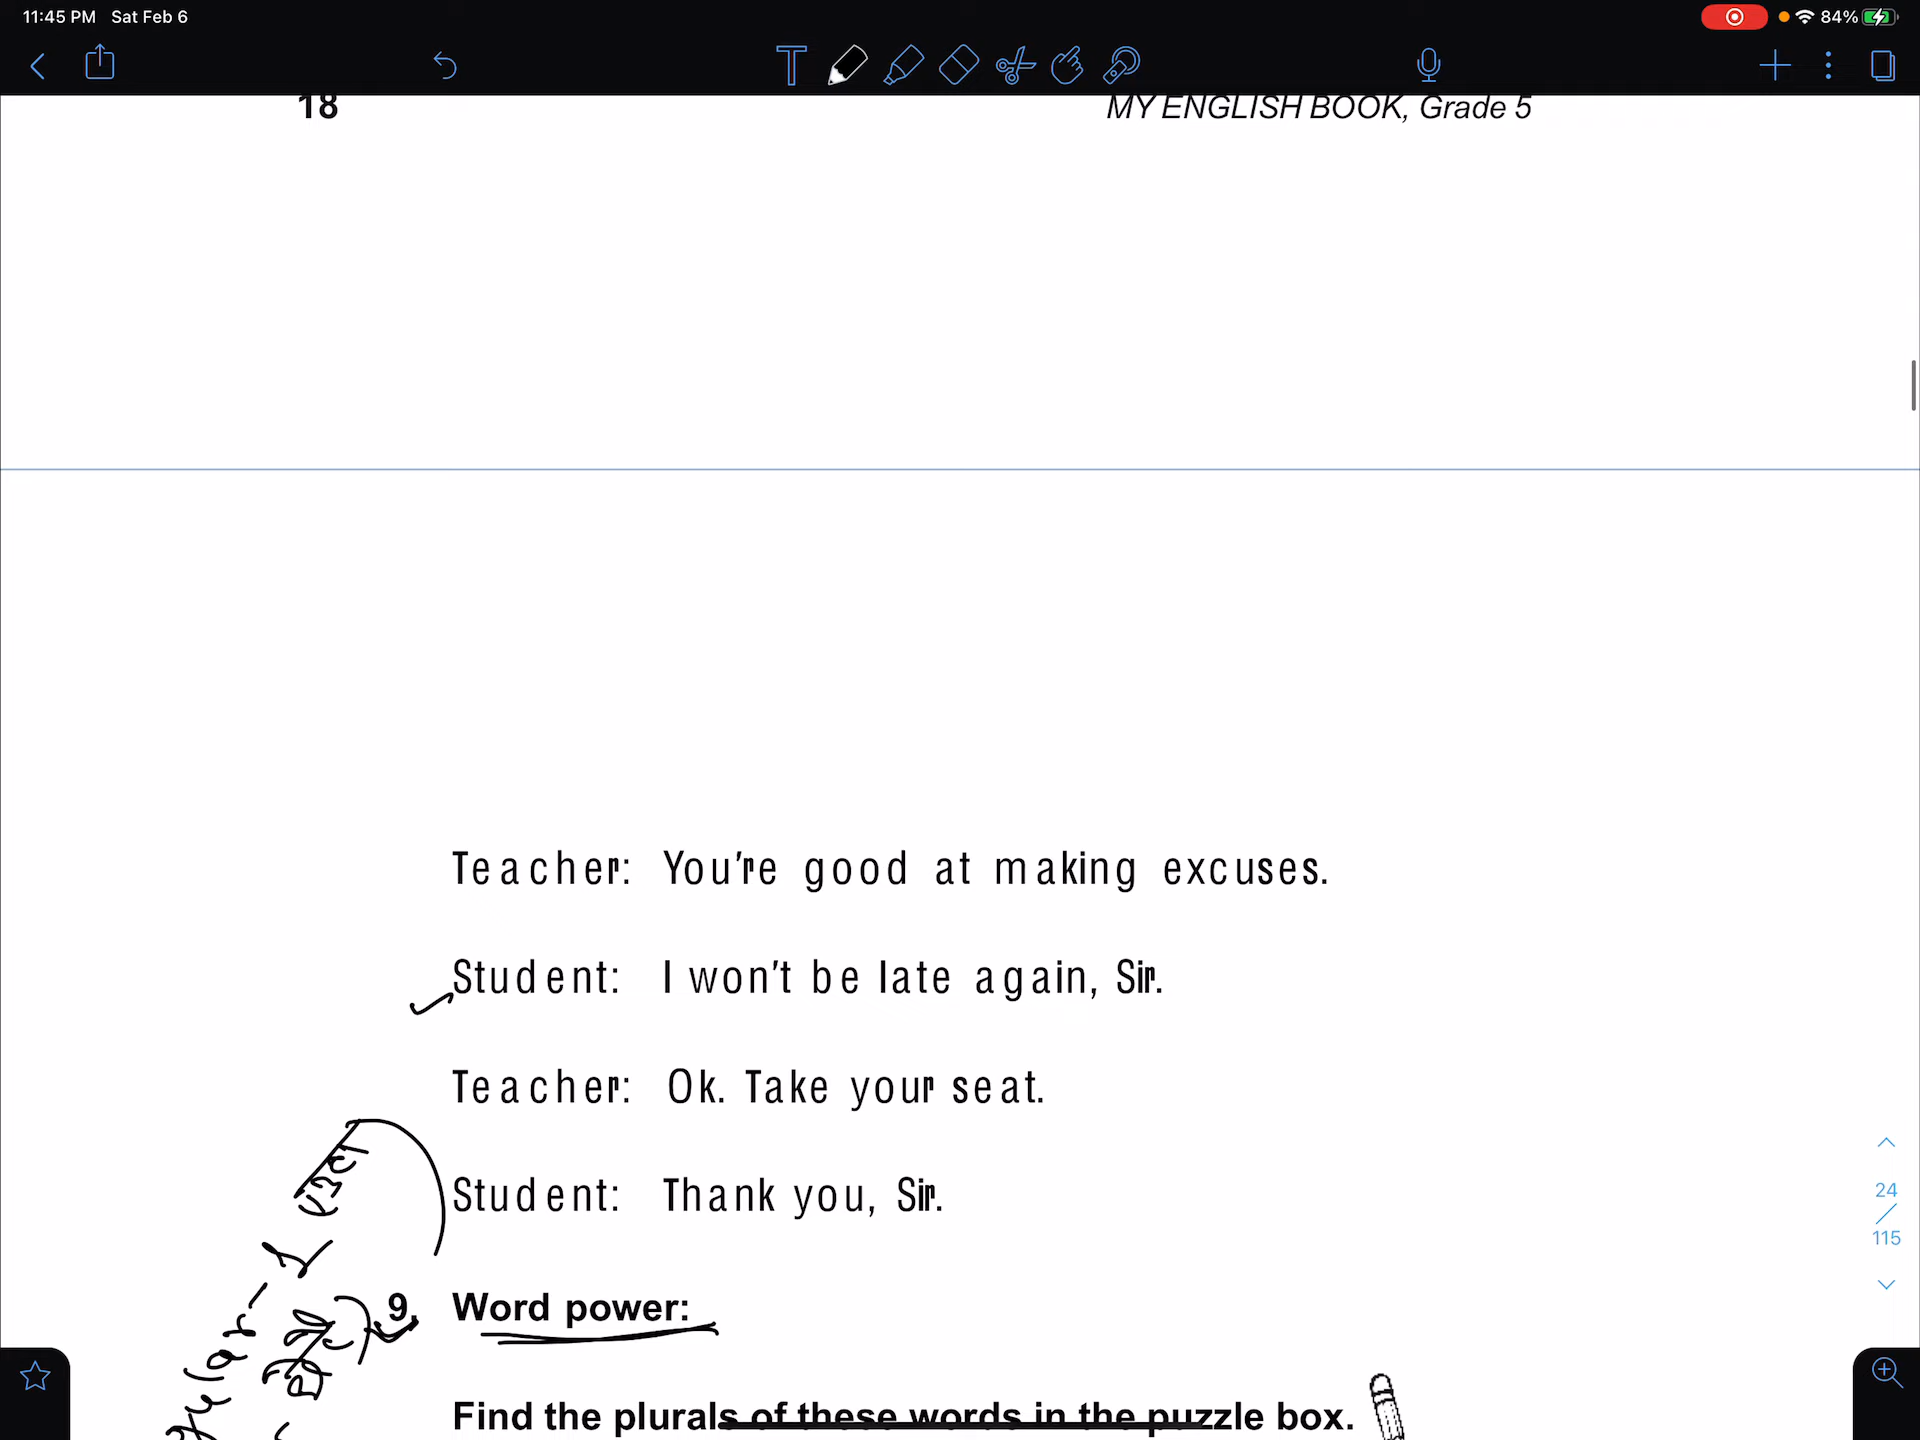 11:45 PM Sat Feb 6
84%
18
MY ENGLISH BOOK, Grade 5
Teacher: You're good at making excuses.
Student: I won't be late again, Sir.
Teacher: Ok. Take your seat.
Student: Thank you, Sir.
9. Word power:
Find the plurals of these words in the puzzle box.
24
115